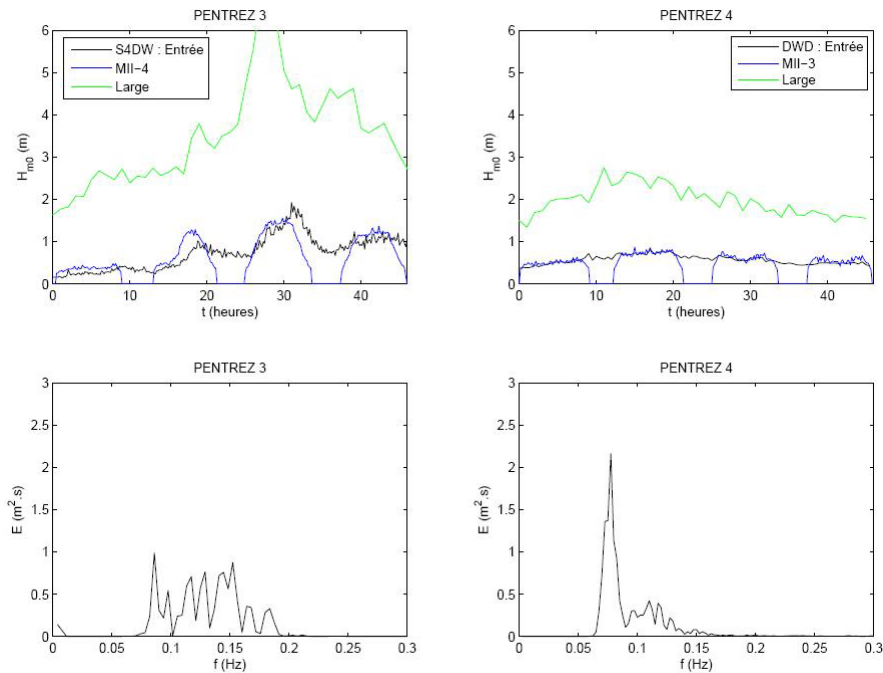 PENTREZ 3
6
5
4
3
2
1
0
H_m0 (m)
S4DW : Entrée
MII−4
Large
0 10 20 30 40
t (heures)
PENTREZ 4
6
5
4
3
2
1
0
H_m0 (m)
DWD : Entrée
MII−3
Large
0 10 20 30 40
t (heures)
PENTREZ 3
3
2.5
2
1.5
1
0.5
0
E (m².s)
0 0.05 0.1 0.15 0.2 0.25 0.3
f (Hz)
PENTREZ 4
3
2.5
2
1.5
1
0.5
0
E (m².s)
0 0.05 0.1 0.15 0.2 0.25 0.3
f (Hz)